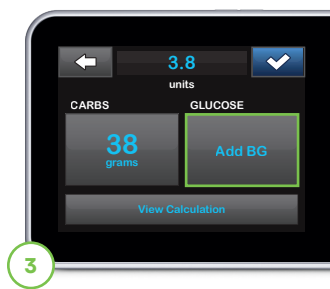 3.8
units
CARBS GLUCOSE
38
grams
Add BG
View Calculation
3